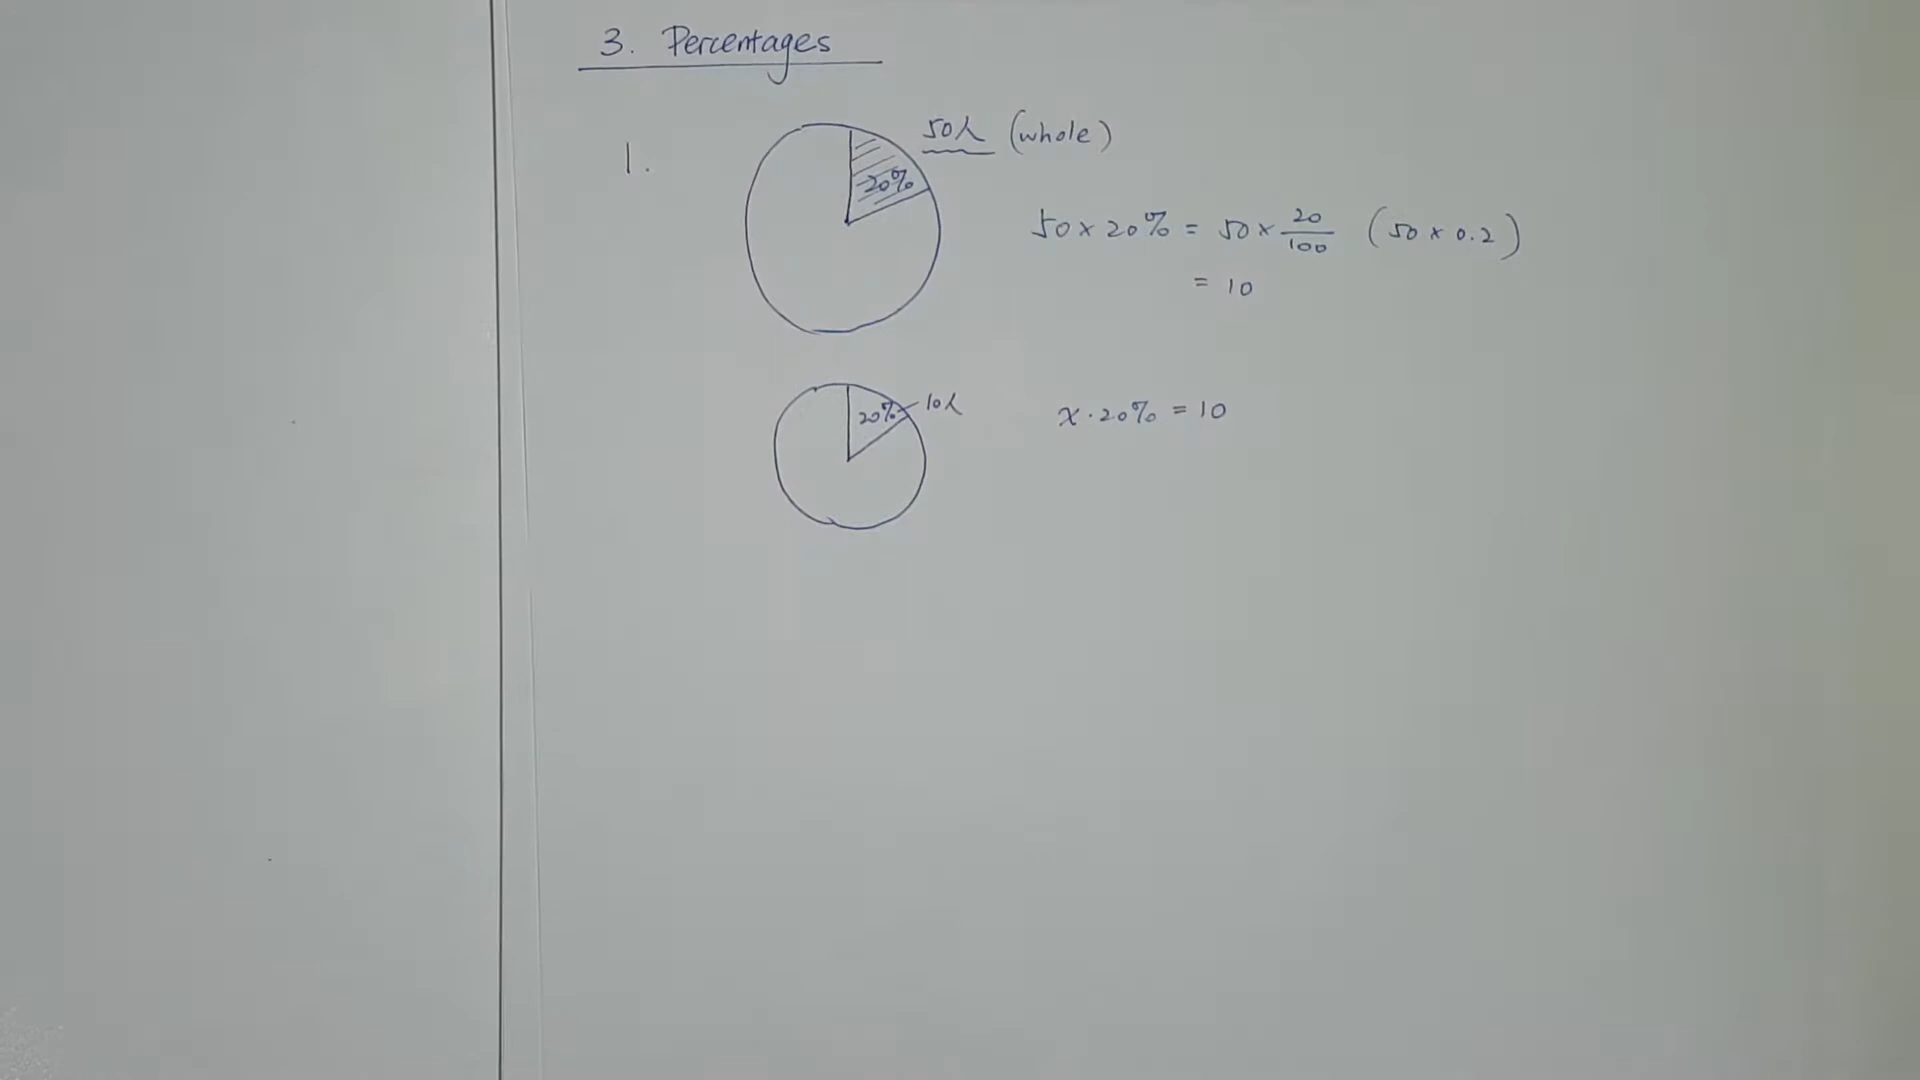 3. Percentages
1.
50人 (whole)
20%
50 × 20% = 50 × 20/100 (50 × 0.2)
= 10
20% 10人
x · 20% = 10